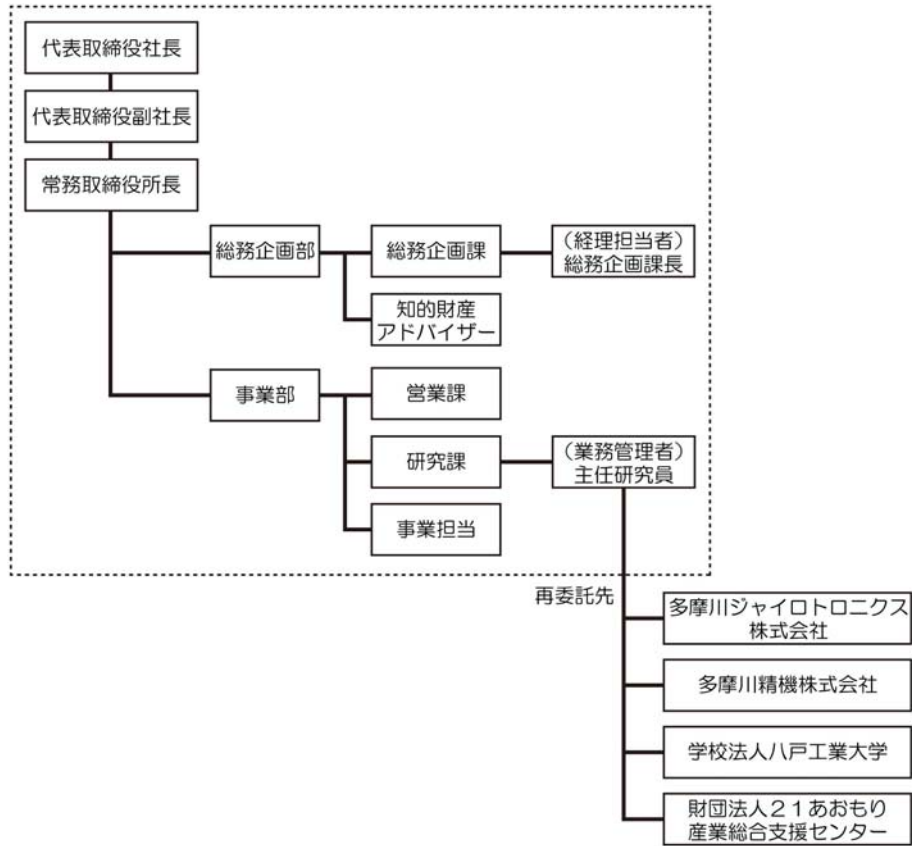 代表取締役社長
代表取締役副社長
常務取締役所長
総務企画部
総務企画課
（経理担当者）
総務企画課長
知的財産
アドバイザー
事業部
営業課
研究課
（業務管理者）
主任研究員
事業担当
再委託先
多摩川ジャイロトロニクス
株式会社
多摩川精機株式会社
学校法人八戸工業大学
財団法人２１あおもり
産業総合支援センター